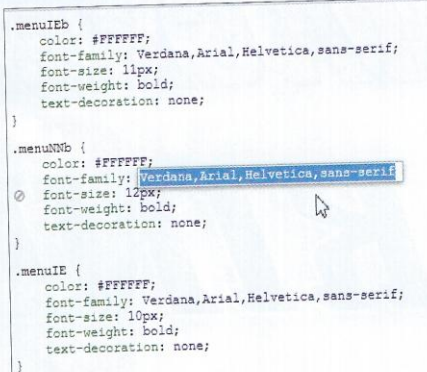 .menuIEb {
color: #FFFFFF;
font-family: Verdana,Arial,Helvetica,sans-serif;
font-size: 11px;
font-weight: bold;
text-decoration: none;
}
.menuNNb {
color: #FFFFFF;
font-family: Verdana,Arial,Helvetica,sans-serif
font-size: 12px;
font-weight: bold;
text-decoration: none;
}
.menuIE {
color: #FFFFFF;
font-family: Verdana,Arial,Helvetica,sans-serif;
font-size: 10px;
font-weight: bold;
text-decoration: none;
}